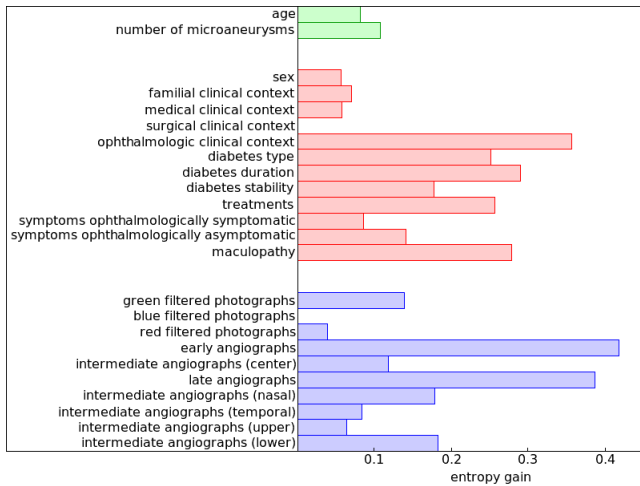 age
number of microaneurysms
sex
familial clinical context
medical clinical context
surgical clinical context
ophthalmologic clinical context
diabetes type
diabetes duration
diabetes stability
treatments
symptoms ophthalmologically symptomatic
symptoms ophthalmologically asymptomatic
maculopathy
green filtered photographs
blue filtered photographs
red filtered photographs
early angiographs
intermediate angiographs (center)
late angiographs
intermediate angiographs (nasal)
intermediate angiographs (temporal)
intermediate angiographs (upper)
intermediate angiographs (lower)
0.1 0.2 0.3 0.4
entropy gain